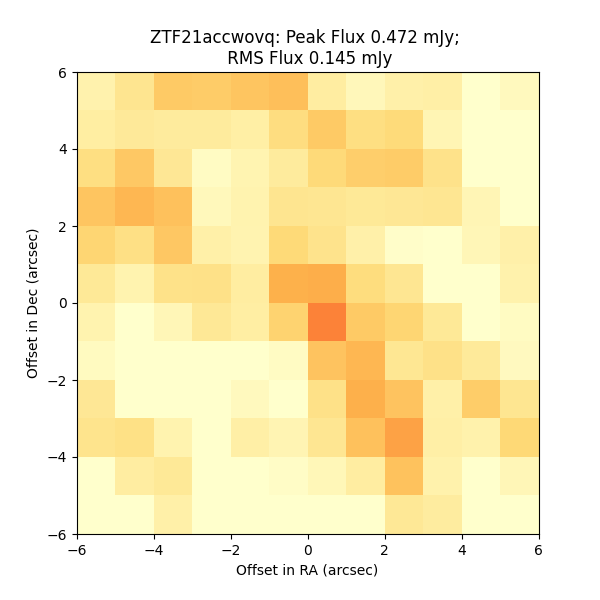 ZTF21accwovq: Peak Flux 0.472 mJy;
RMS Flux 0.145 mJy
6
4
2
0
−2
−4
−6
Offset in Dec (arcsec)
−6 −4 −2 0 2 4 6
Offset in RA (arcsec)